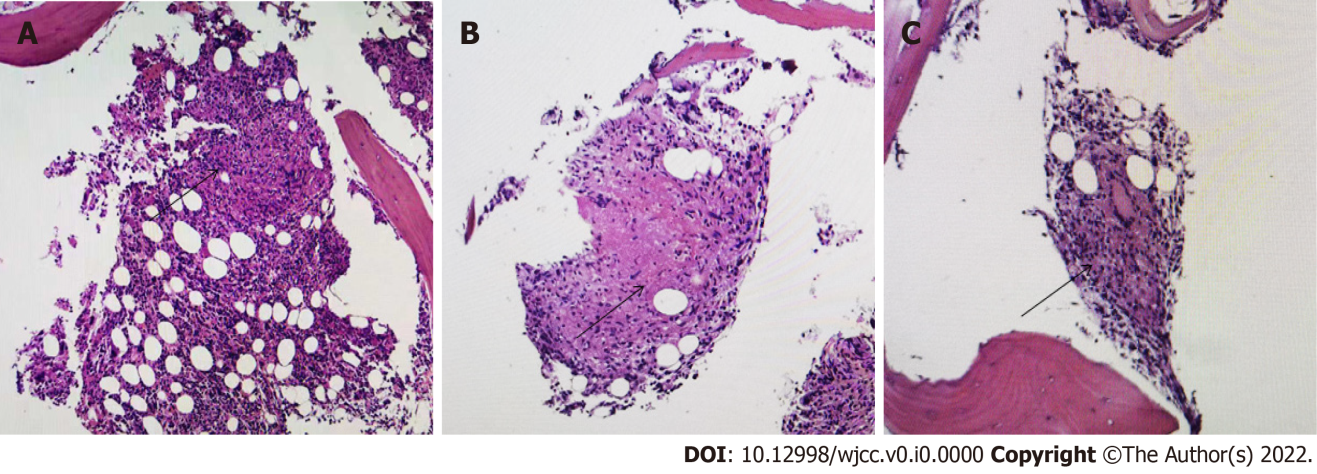 A
B
C
DOI: 10.12998/wjcc.v0.i0.0000 Copyright ©The Author(s) 2022.